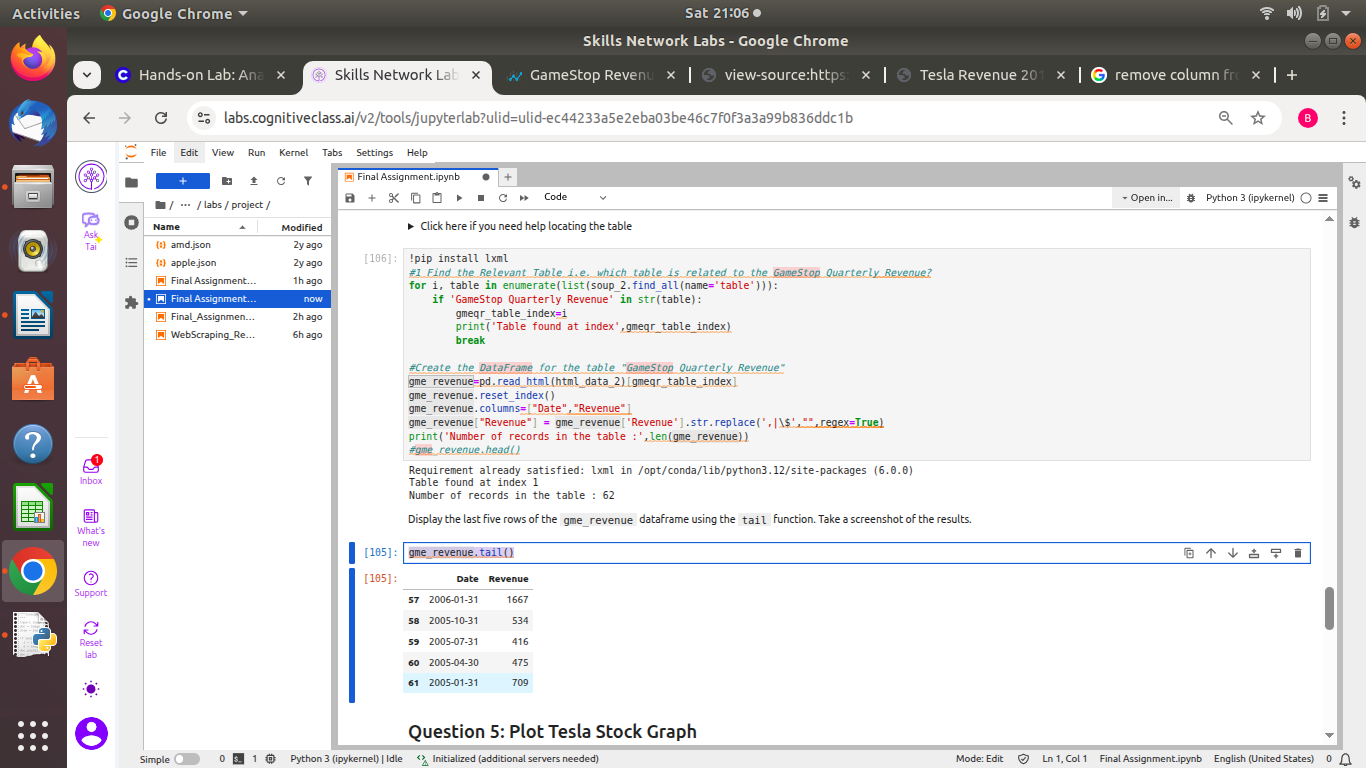 Activities Google Chrome Sat 21:06
Skills Network Labs - Google Chrome
Hands-on Lab: Ana Skills Network Lab GameStop Revenu view-source:https: Tesla Revenue 201 remove column fr
labs.cognitiveclass.ai/v2/tools/jupyterlab?ulid=ulid-ec44233a5e2eba03be46c7f0f3a3a99b836ddc1b B
File Edit View Run Kernel Tabs Settings Help
Ask
Tai
1
Inbox
What's
new
Support
Reset
lab
/ ··· / labs / project /
Name Modified
amd.json 2y ago
apple.json 2y ago
Final Assignment... 1h ago
Final Assignment... now
Final_Assignmen... 2h ago
WebScraping_Re... 6h ago
Final Assignment.ipynb
Code Open in... Python 3 (ipykernel)
Click here if you need help locating the table
[106]: !pip install lxml
#1 Find the Relevant Table i.e. which table is related to the GameStop Quarterly Revenue?
for i, table in enumerate(list(soup_2.find_all(name='table'))):
if 'GameStop Quarterly Revenue' in str(table):
gmeqr_table_index=i
print('Table found at index',gmeqr_table_index)
break
#Create the DataFrame for the table "GameStop Quarterly Revenue"
gme_revenue=pd.read_html(html_data_2)[gmeqr_table_index]
gme_revenue.reset_index()
gme_revenue.columns=["Date","Revenue"]
gme_revenue["Revenue"] = gme_revenue['Revenue'].str.replace(',|\$',"",regex=True)
print('Number of records in the table :',len(gme_revenue))
#gme_revenue.head()
Requirement already satisfied: lxml in /opt/conda/lib/python3.12/site-packages (6.0.0)
Table found at index 1
Number of records in the table : 62
Display the last five rows of the gme_revenue dataframe using the tail function. Take a screenshot of the results.
[105]: gme_revenue.tail()
[105]: Date Revenue
57 2006-01-31 1667
58 2005-10-31 534
59 2005-07-31 416
60 2005-04-30 475
61 2005-01-31 709
Question 5: Plot Tesla Stock Graph
Simple 0 1 Python 3 (ipykernel) | Idle Initialized (additional servers needed) Mode: Edit Ln 1, Col 1 Final Assignment.ipynb English (United States) 0